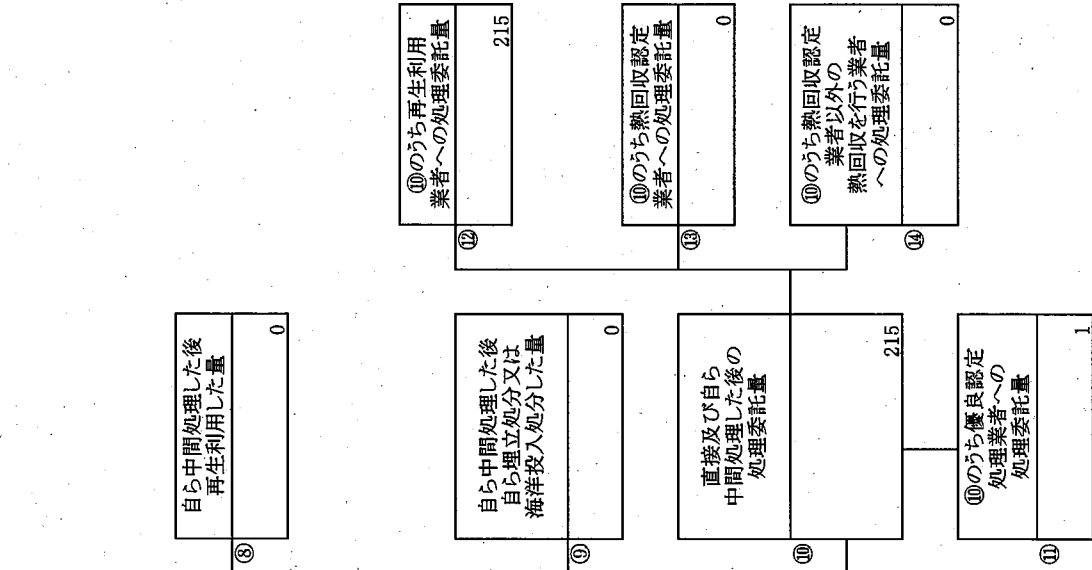 ⑧
自ら中間処理した後
再生利用した量
0
⑨
自ら中間処理した後
自ら埋立処分又は
海洋投入処分した量
0
⑩
直接及び自ら
中間処理した後の
処理委託量
215
⑪
⑩のうち優良認定
処理業者への
処理委託量
1
⑫
⑩のうち再生利用
業者への処理委託量
215
⑬
⑩のうち熱回収認定
業者への処理委託量
0
⑭
⑩のうち熱回収認定
業者以外の
熱回収を行う業者
への処理委託量
0